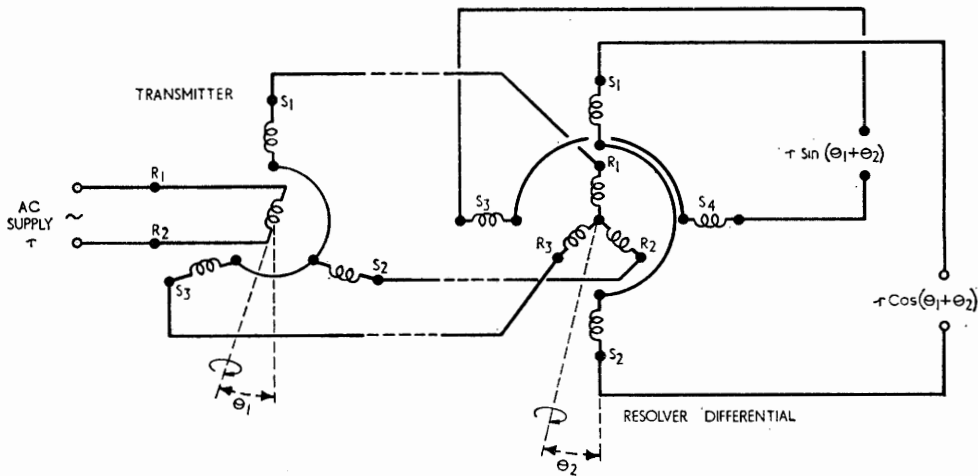 TRANSMITTER
S1
S1
R1
AC
SUPPLY ~
r
R1
R2
S3
S2
S3
R3
R2
S4
r Sin (θ1+θ2)
r Cos(θ1+θ2)
S2
θ1
θ2
RESOLVER DIFFERENTIAL